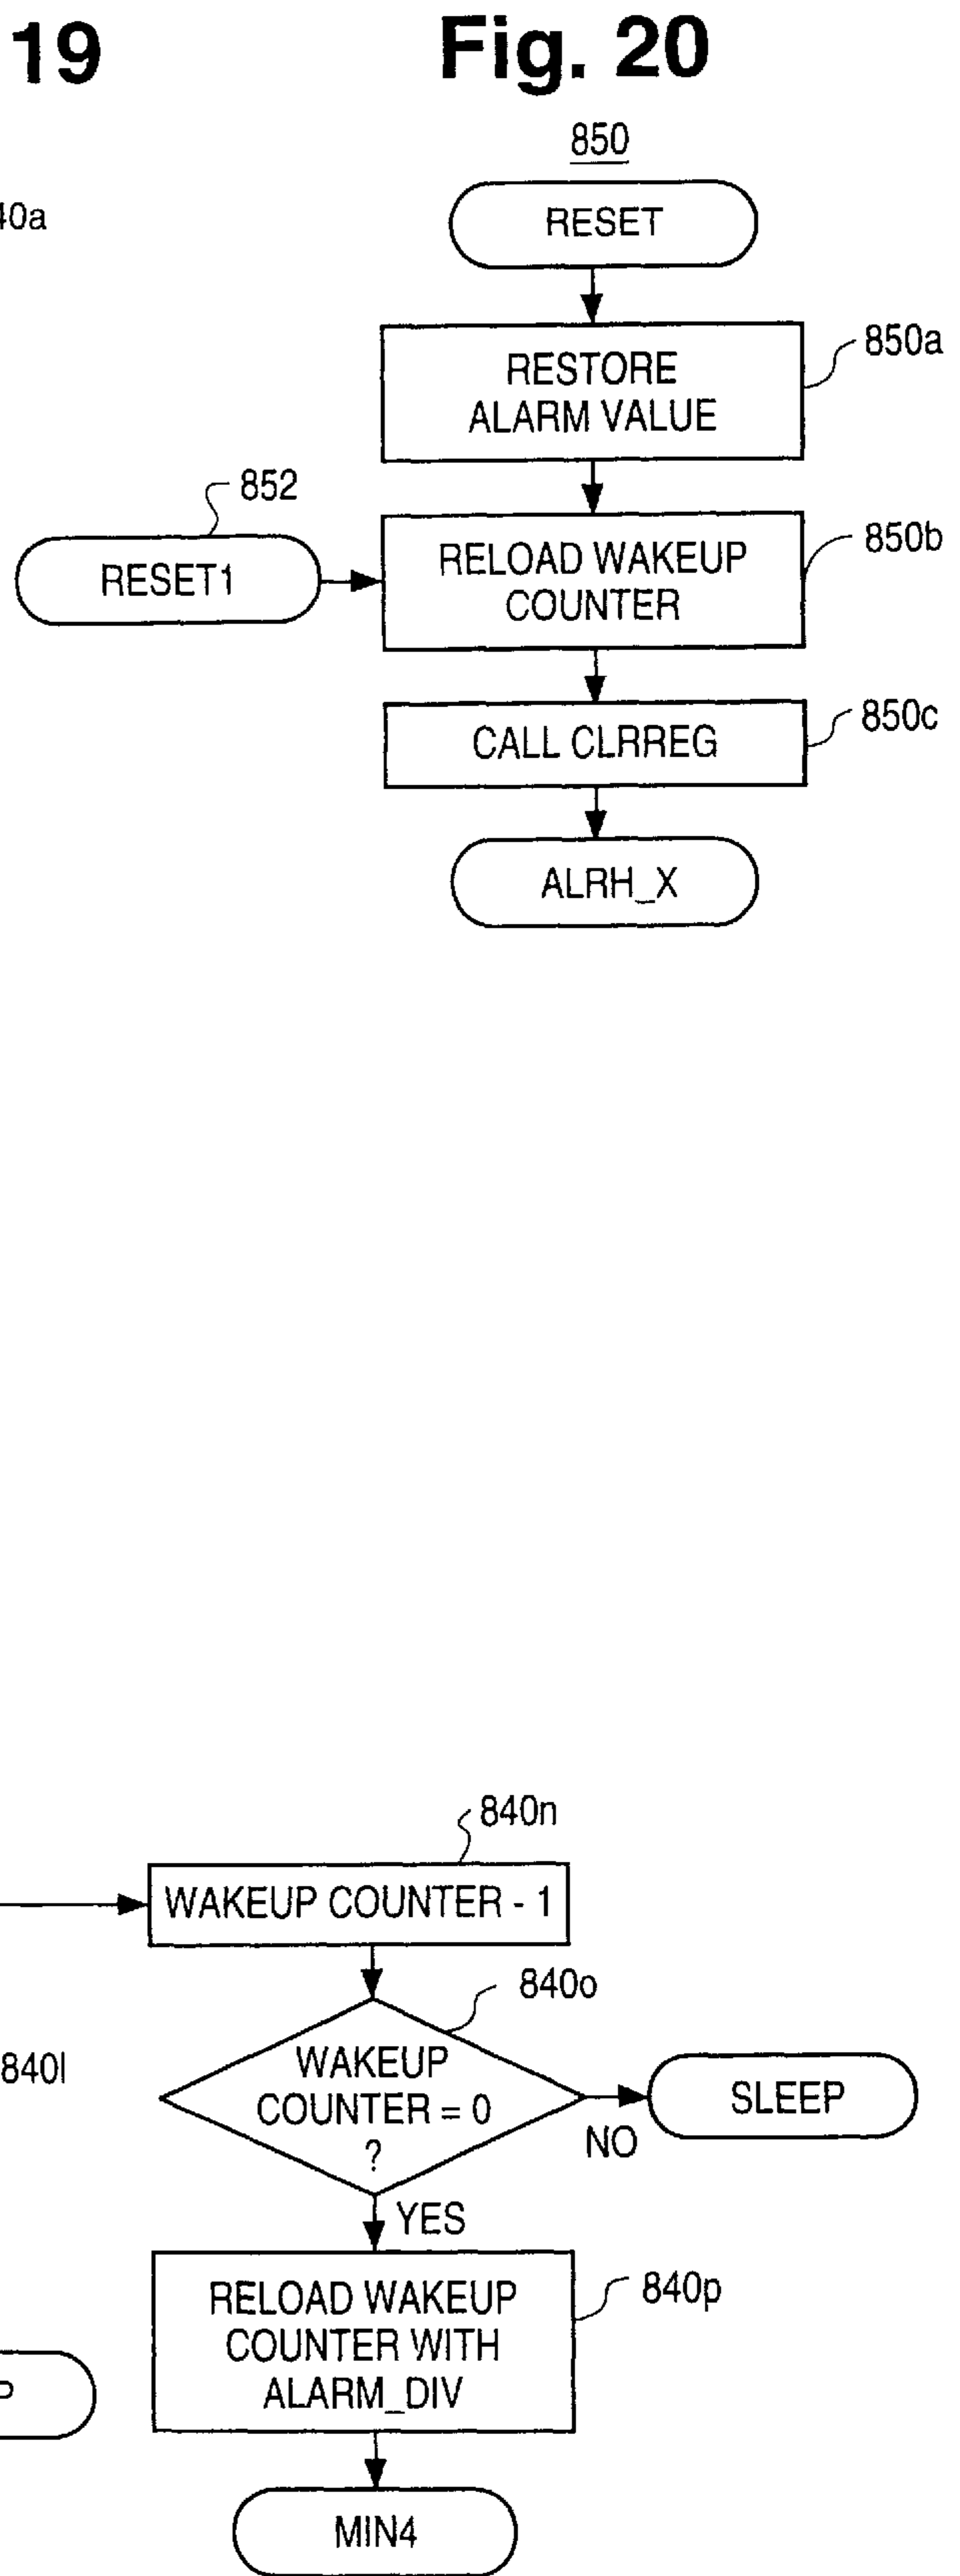 19
Fig. 20
40a
850
RESET
RESTORE
ALARM VALUE
850a
852
RESET1
RELOAD WAKEUP
COUNTER
850b
CALL CLRREG
850c
ALRH_X
840n
WAKEUP COUNTER - 1
840o
WAKEUP
COUNTER = 0
?
840l
NO
SLEEP
YES
RELOAD WAKEUP
COUNTER WITH
ALARM_DIV
840p
P
MIN4